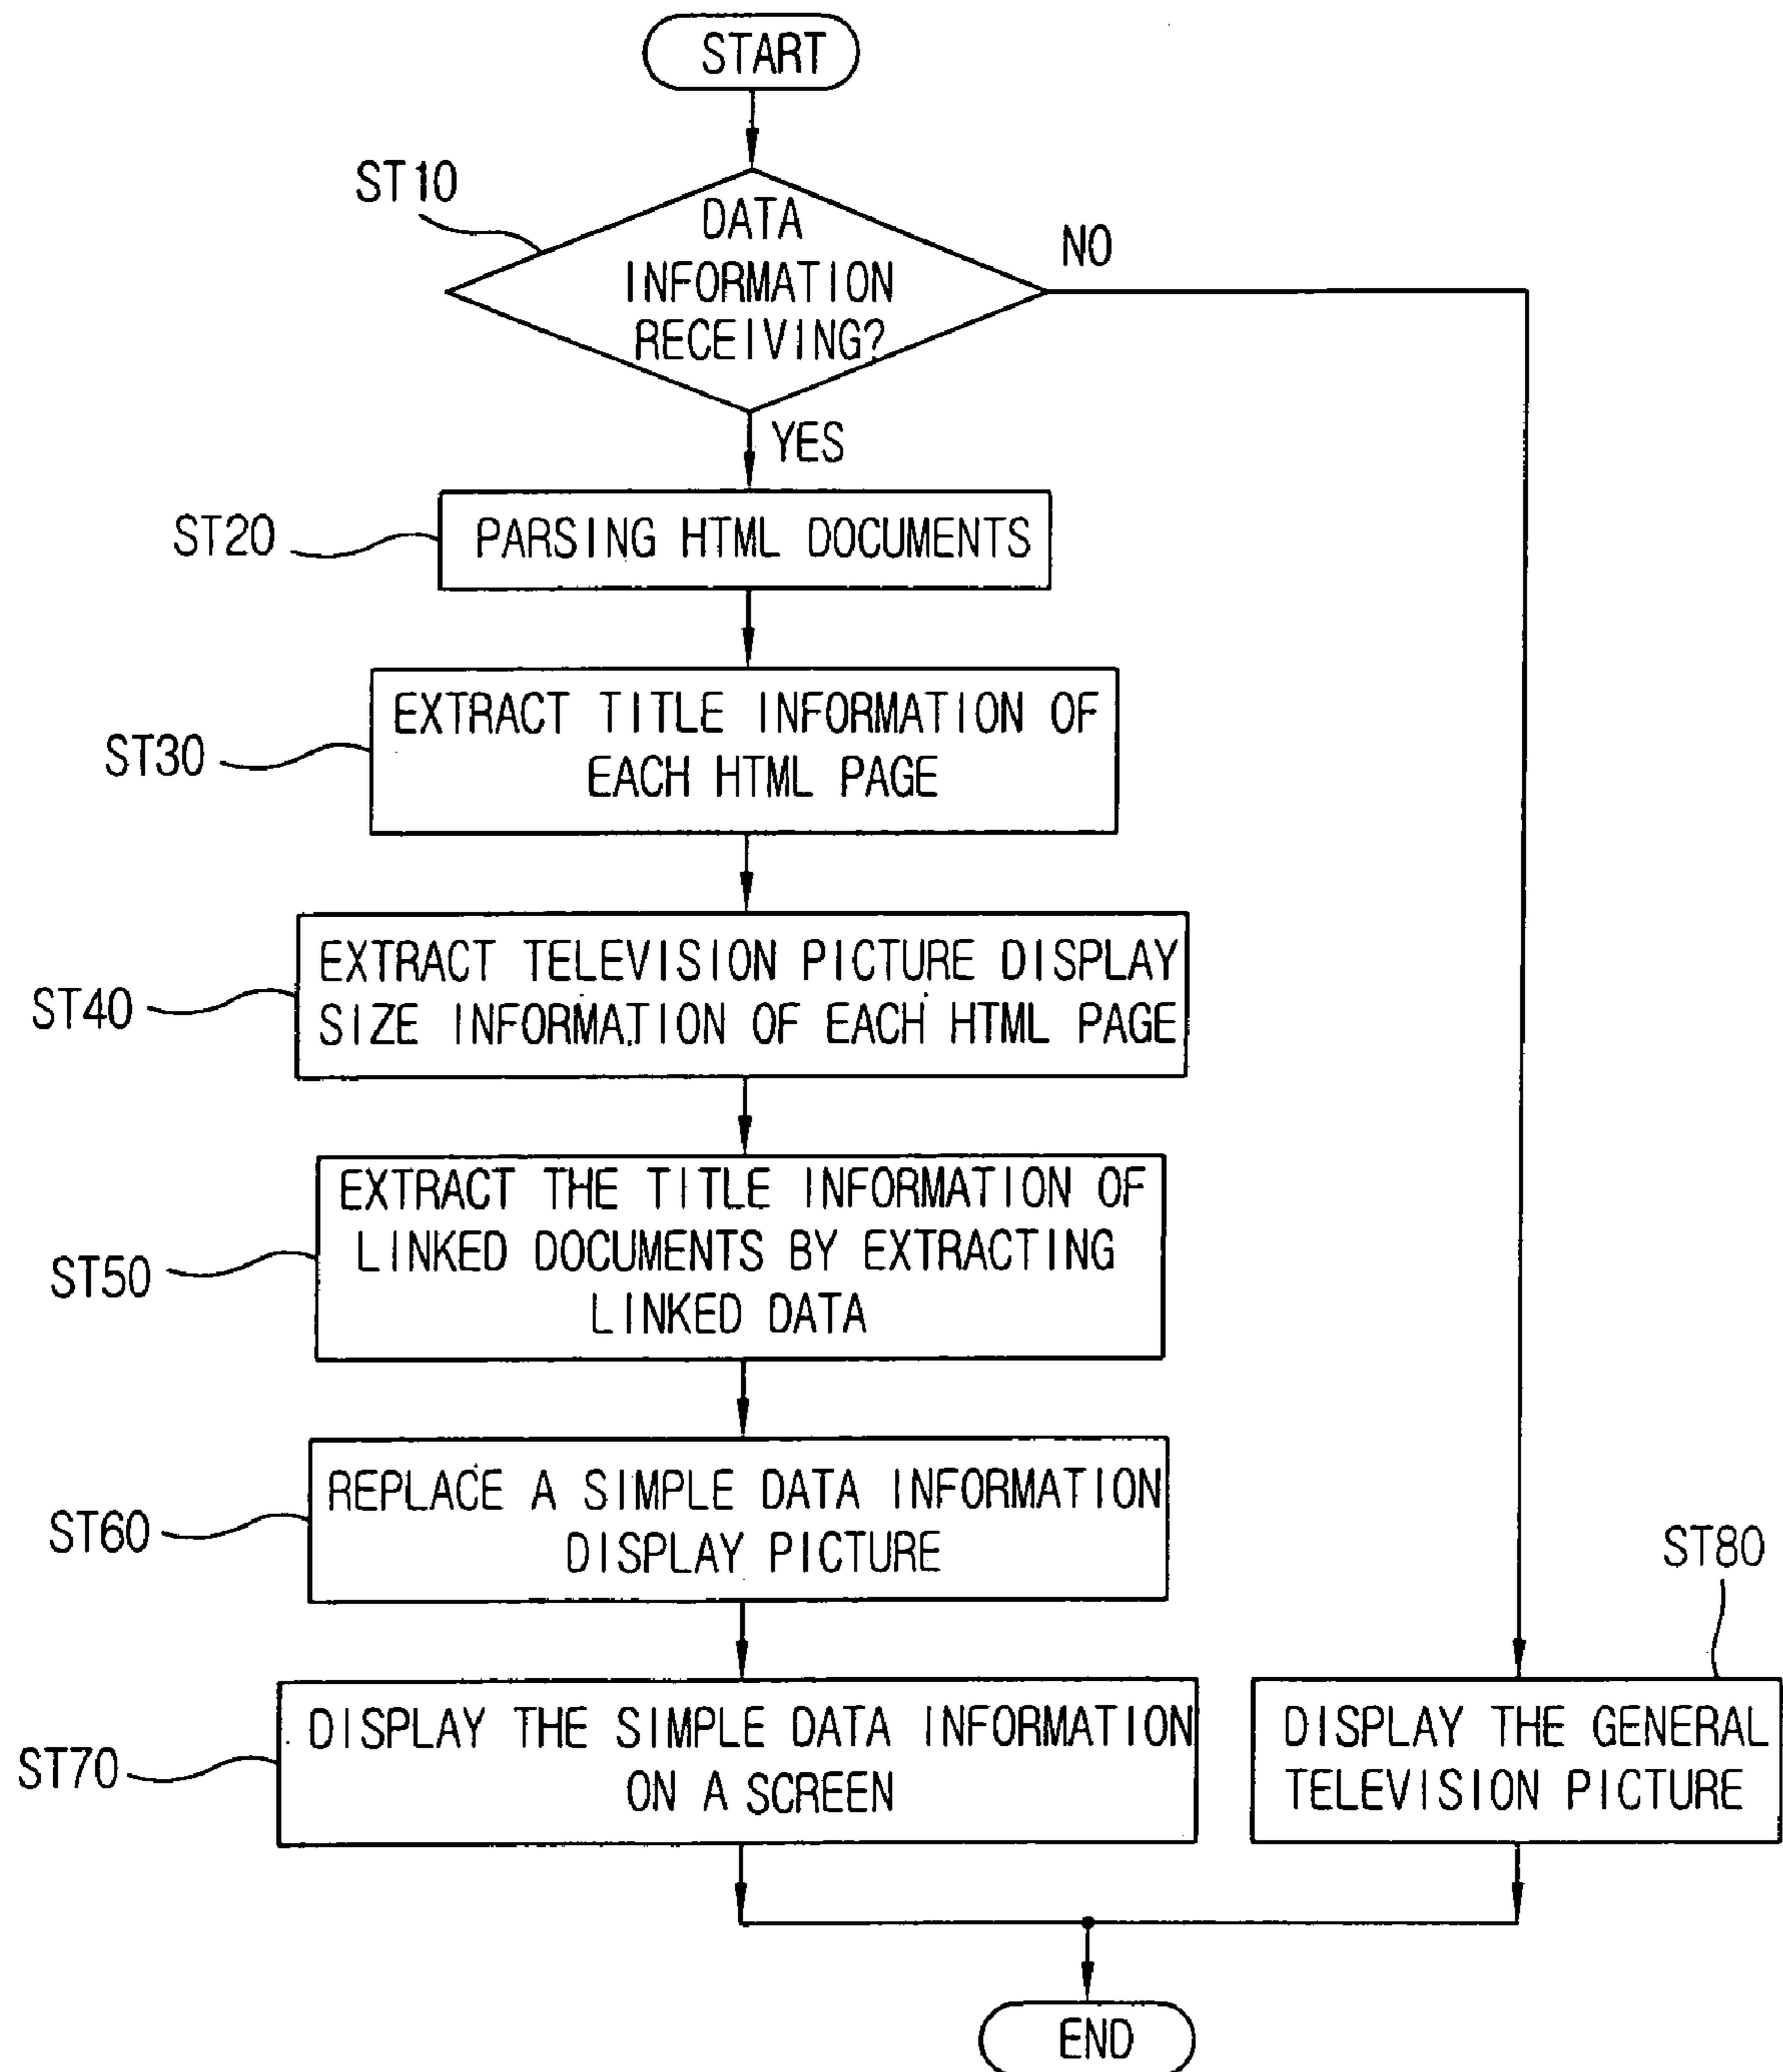 START
ST10
DATA
INFORMATION
RECEIVING?
NO
YES
ST20
PARSING HTML DOCUMENTS
ST30
EXTRACT TITLE INFORMATION OF
EACH HTML PAGE
ST40
EXTRACT TELEVISION PICTURE DISPLAY
SIZE INFORMATION OF EACH HTML PAGE
ST50
EXTRACT THE TITLE INFORMATION OF
LINKED DOCUMENTS BY EXTRACTING
LINKED DATA
ST60
REPLACE A SIMPLE DATA INFORMATION
DISPLAY PICTURE
ST70
DISPLAY THE SIMPLE DATA INFORMATION
ON A SCREEN
ST80
DISPLAY THE GENERAL
TELEVISION PICTURE
END